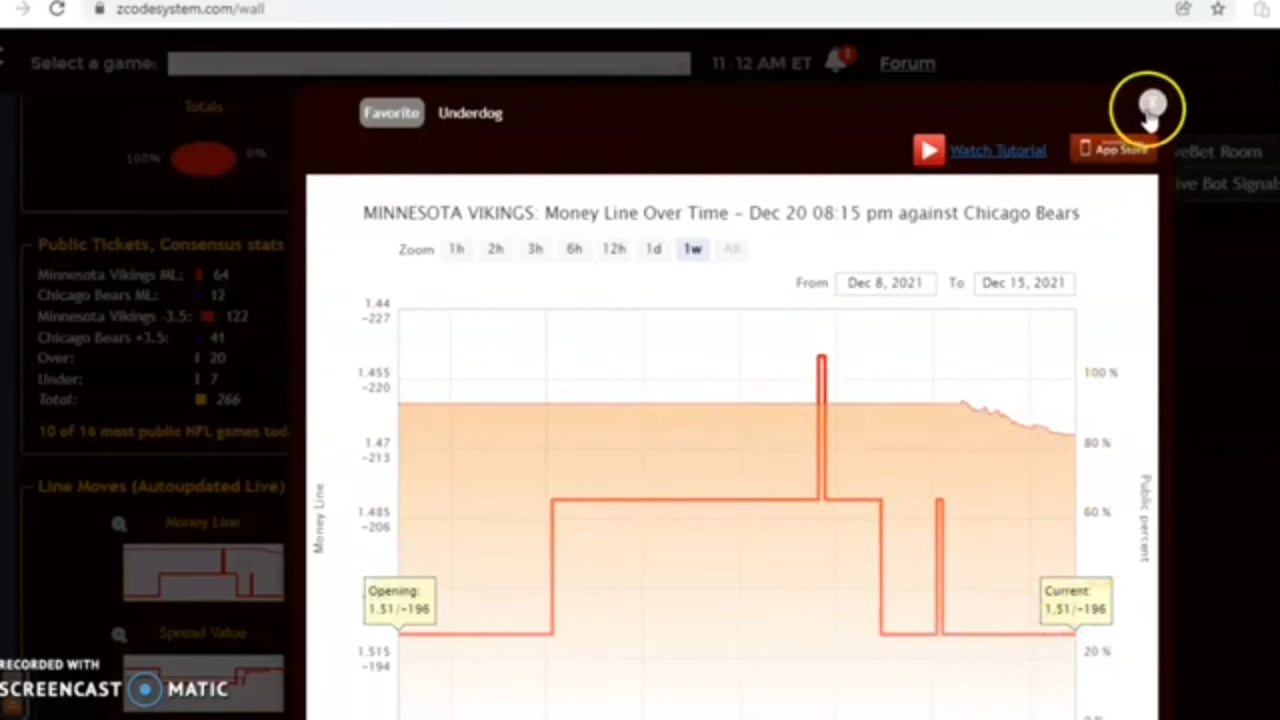 zcodesystem.com/wall
Select a game:
11:12 AM ET
1
Forum
Totals
100%
0%
Favorite
Underdog
Watch Tutorial
App Store
veBet Room
ive Bot Signal
MINNESOTA VIKINGS: Money Line Over Time - Dec 20 08:15 pm against Chicago Bears
Zoom 1h 2h 3h 6h 12h 1d 1w All
From Dec 8, 2021 To Dec 15, 2021
Public Tickets, Consensus stats
Minnesota Vikings ML: 64
Chicago Bears ML: 12
Minnesota Vikings -3.5: 122
Chicago Bears +3.5: 41
Over: 20
Under: 7
Total: 266
10 of 16 most public NFL games tod
Line Moves (Autoupdated Live)
Money Line
Spread Value
1.44
-227
1.455
-220
1.47
-213
1.485
-206
1.515
-194
Money Line
Opening:
1.51/-196
Current:
1.51/-196
100 %
80 %
60 %
20 %
Public percent
RECORDED WITH
SCREENCAST MATIC